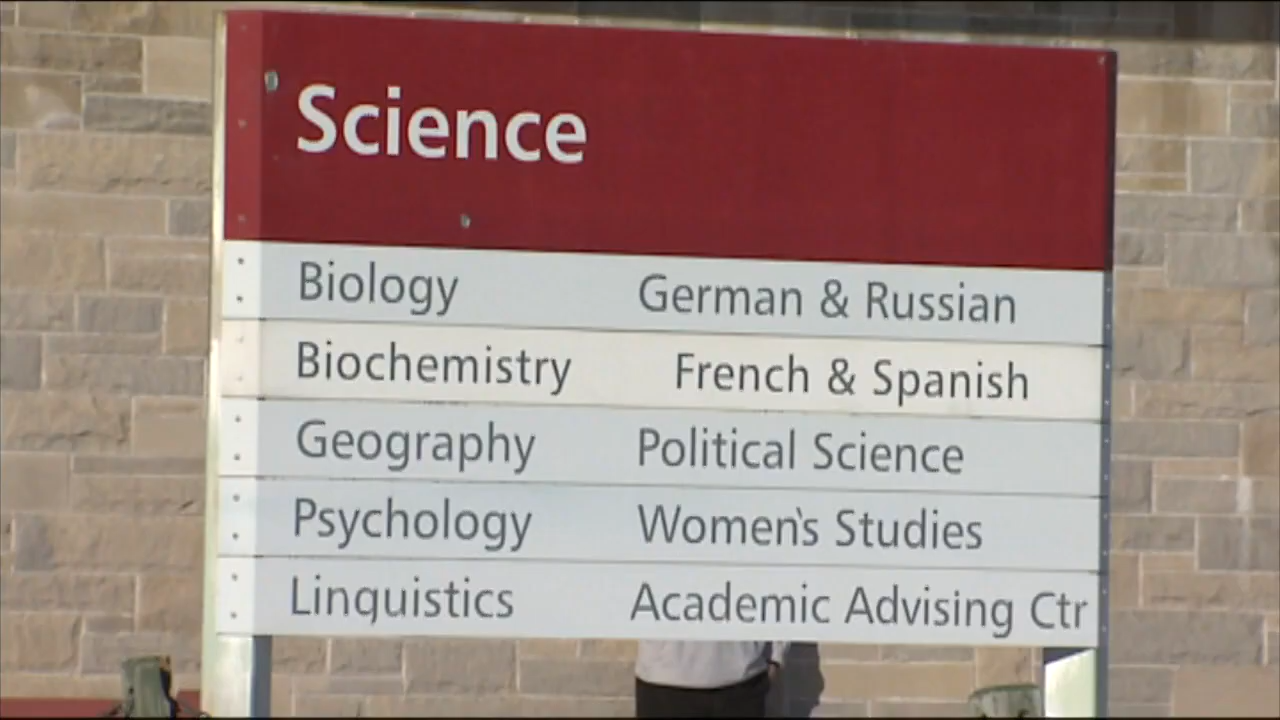 Science
Biology German & Russian
Biochemistry French & Spanish
Geography Political Science
Psychology Women's Studies
Linguistics Academic Advising Ctr